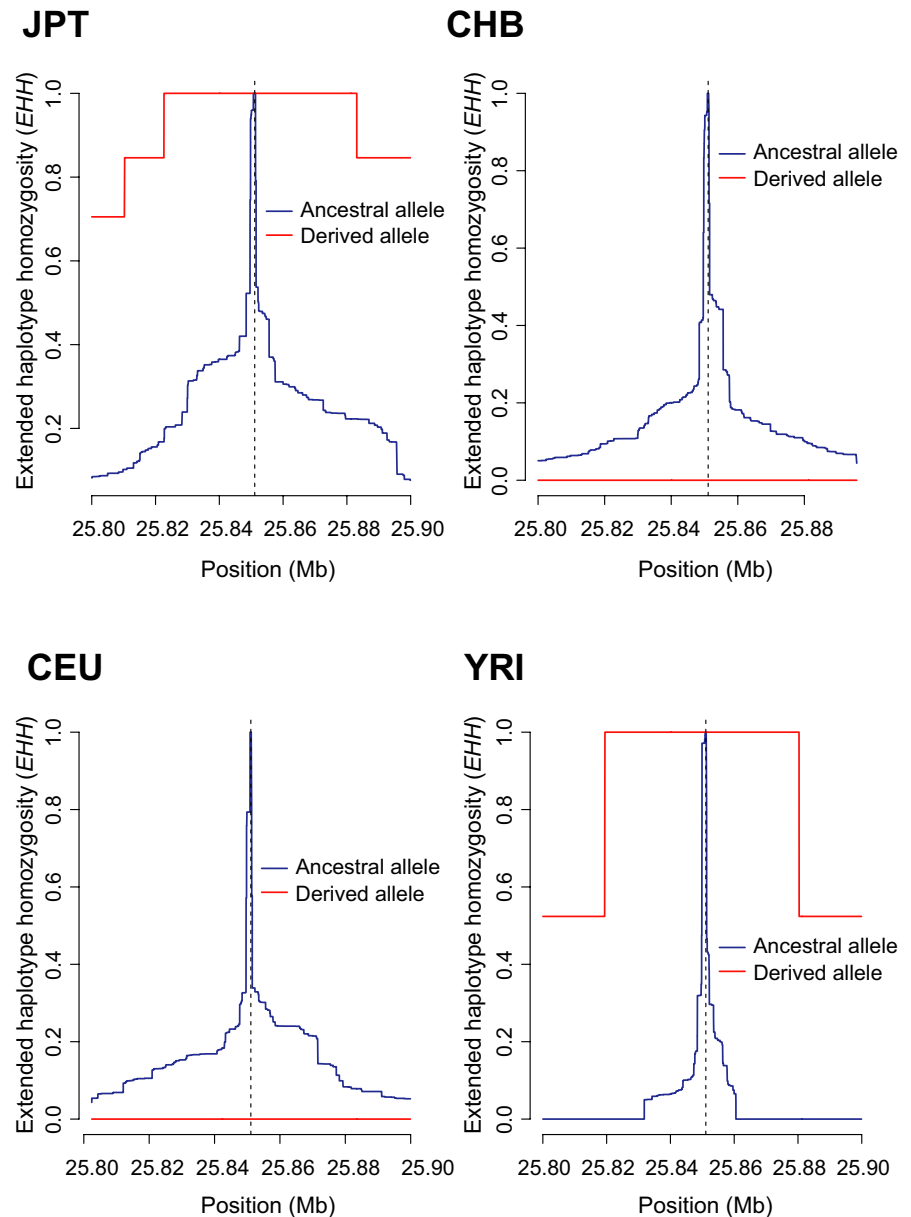 JPT
Extended haplotype homozygosity (EHH)
1.0
0.8
0.6
0.4
0.2
Ancestral allele
Derived allele
25.80 25.82 25.84 25.86 25.88 25.90
Position (Mb)
CHB
Extended haplotype homozygosity (EHH)
1.0
0.8
0.6
0.4
0.2
0.0
Ancestral allele
Derived allele
25.80 25.82 25.84 25.86 25.88
Position (Mb)
CEU
Extended haplotype homozygosity (EHH)
1.0
0.8
0.6
0.4
0.2
0.0
Ancestral allele
Derived allele
25.80 25.82 25.84 25.86 25.88 25.90
Position (Mb)
YRI
Extended haplotype homozygosity (EHH)
1.0
0.8
0.6
0.4
0.2
0.0
Ancestral allele
Derived allele
25.80 25.82 25.84 25.86 25.88 25.90
Position (Mb)